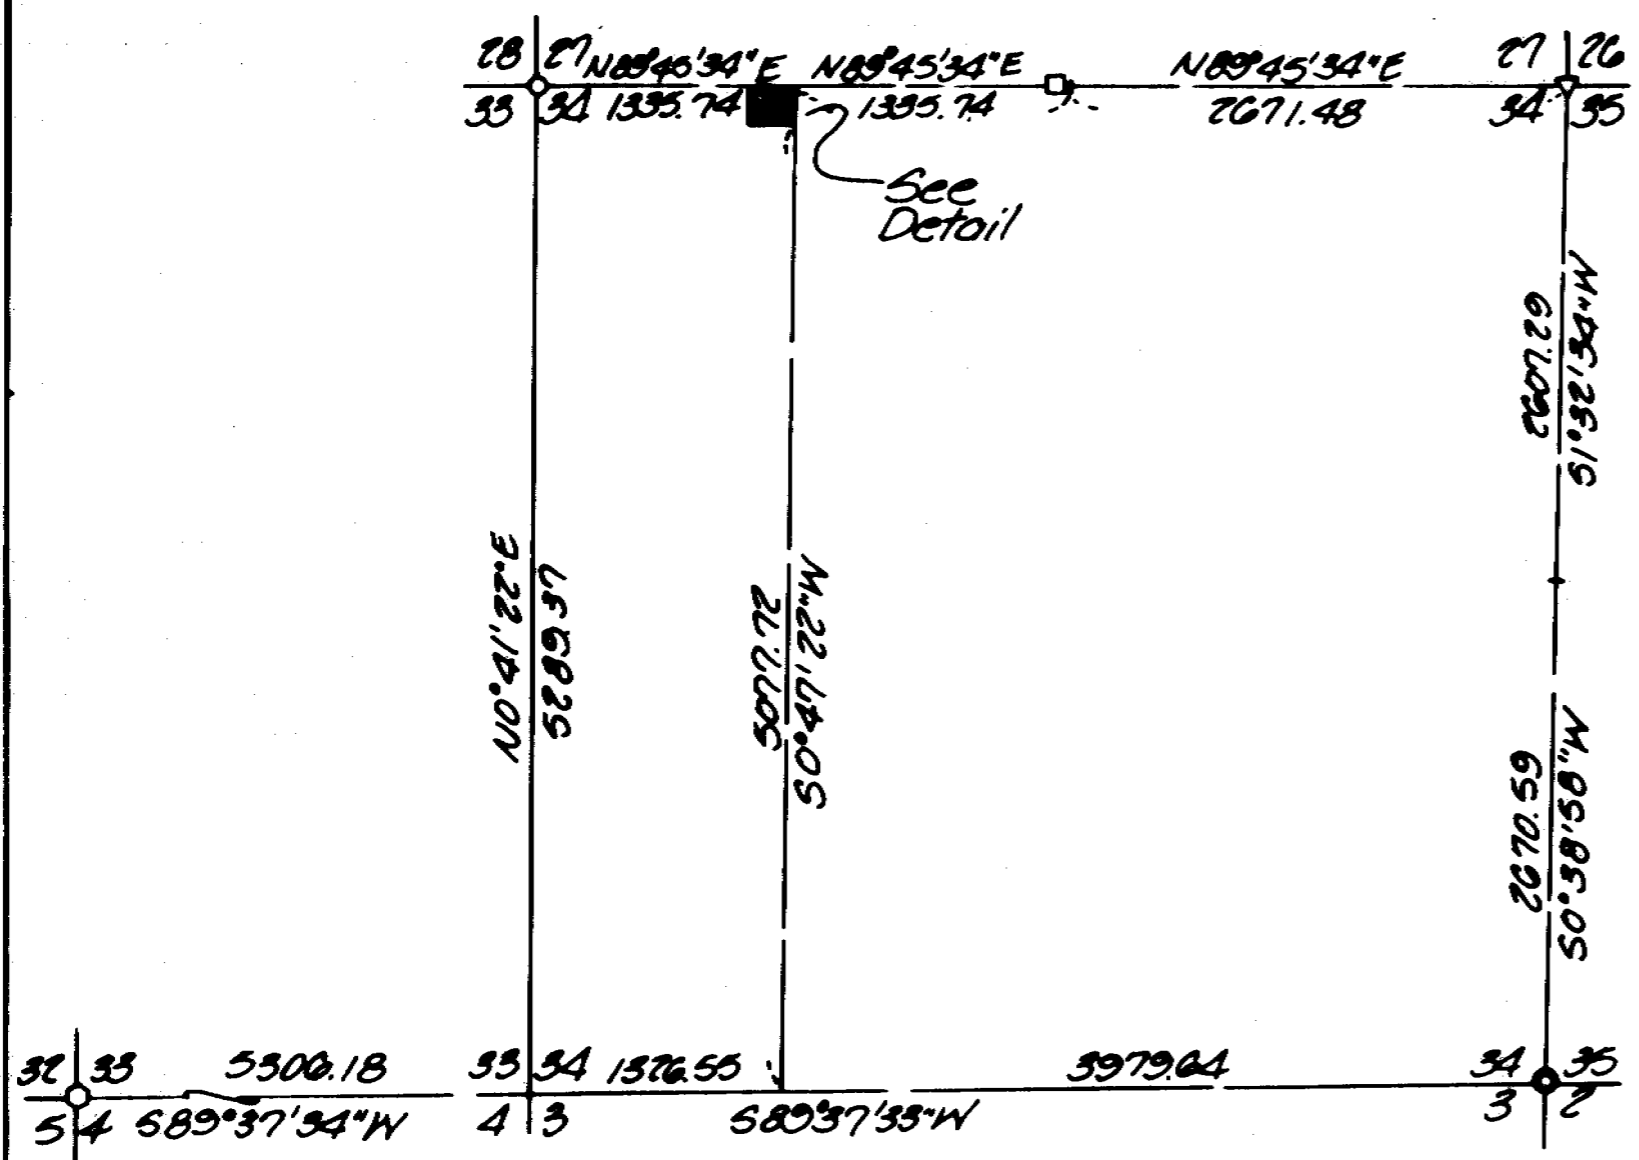 28 27 N89°45'34"E N89°45'34"E N89°45'34"E 27 26
33 34 1335.74 1335.74 2671.48 34 35
See
Detail
2607.29
S1°32'34"W
N0°41'22"E
5289.37
5077.72
S0°47'22"W
2670.59
S0°38'58"W
32 33 5306.18 33 34 1326.55 3979.64 34 35
5 4 S89°37'34"W 4 3 S89°37'33"W 3 2